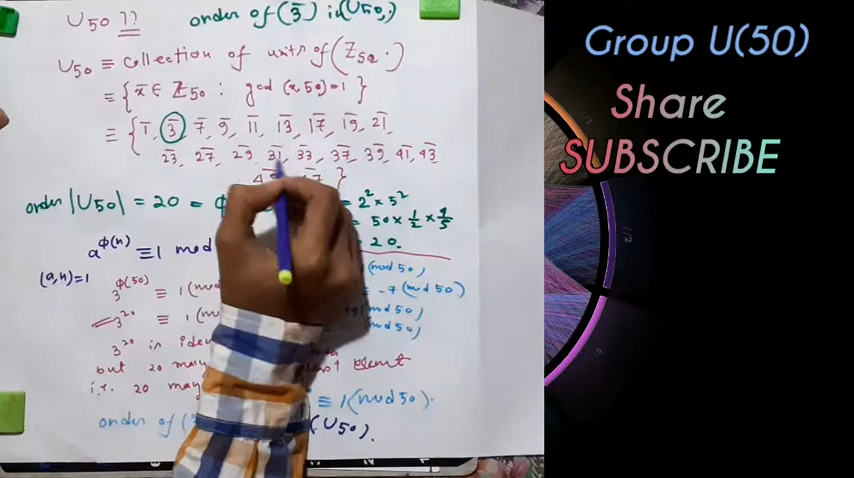 U50 ??
order of (3̄) in (U50,·)
U50 ≡ collection of units of (Z50 ·)
≡ { x̄ ∈ Z50 : gcd (x 50) = 1 }
≡ { 1̄, 3̄, 7̄, 9̄, 11̄, 13̄, 17̄, 19̄, 21̄,
23̄, 27̄, 29̄, 31̄, 33̄, 37̄, 39̄, 41̄, 43̄
}
order |U50| = 20 = ϕ
= 2² × 5²
= 50 × 1/2 × 4/5
= 20.
a^ϕ(n) ≡ 1 mod
(a,n)=1
3^ϕ(50) ≡ 1 (mod
(mod 50)
≡ -7 (mod 50)
3^20 ≡ 1 (mod
(mod 50)
3^20 is
but 20 may element
i.e. 20 may
≡ 1 (mod 50).
order of (U50).
Group U(50)
Share
SUBSCRIBE